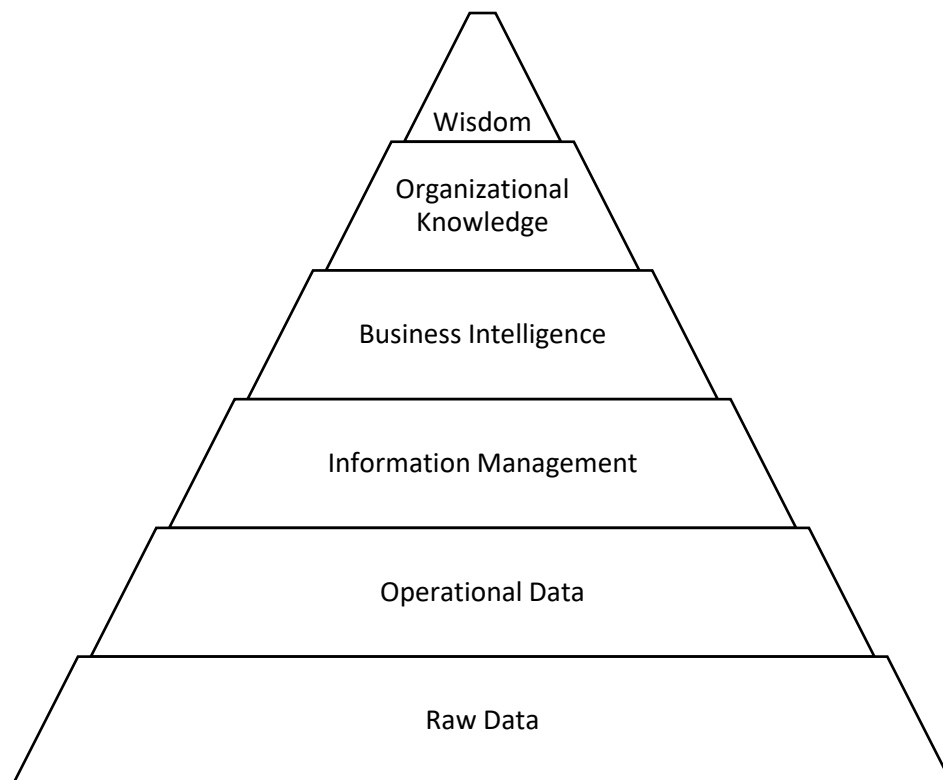 Wisdom
Organizational
Knowledge
Business Intelligence
Information Management
Operational Data
Raw Data